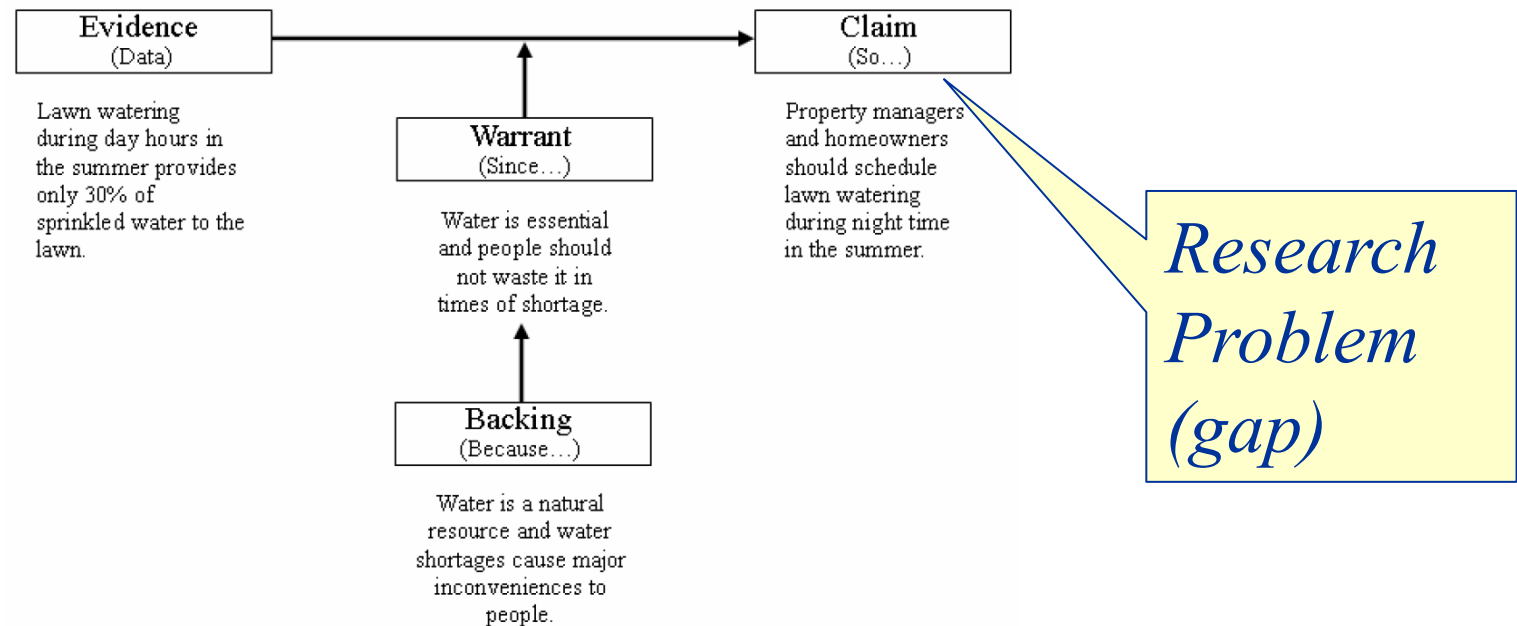 Evidence
(Data)
Lawn watering
during day hours in
the summer provides
only 30% of
sprinkled water to the
lawn.
Warrant
(Since...)
Water is essential
and people should
not waste it in
times of shortage.
Backing
(Because...)
Water is a natural
resource and water
shortages cause major
inconveniences to
people.
Claim
(So...)
Property managers
and homeowners
should schedule
lawn watering
during night time
in the summer.
Research
Problem
(gap)